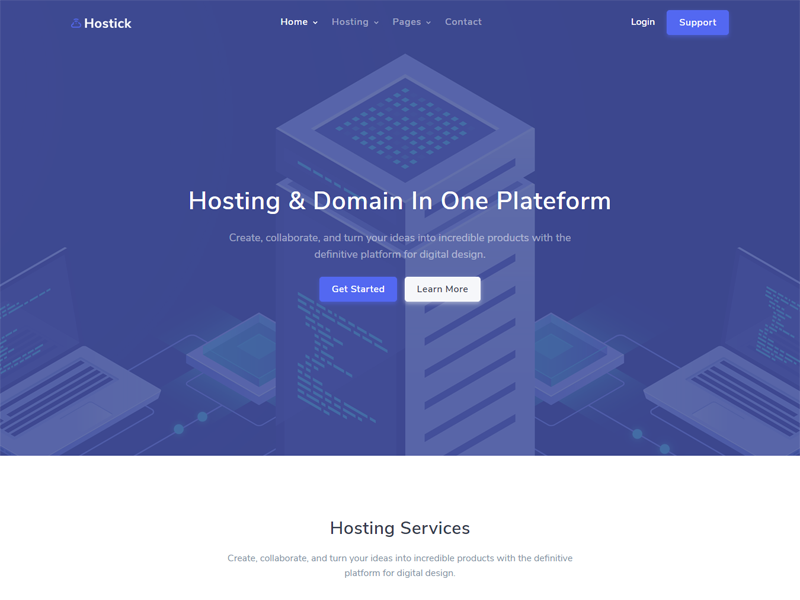 Hostick
Home Hosting Pages Contact
Login Support
Hosting & Domain In One Plateform
Create, collaborate, and turn your ideas into incredible products with the
definitive platform for digital design.
Get Started Learn More
Hosting Services
Create, collaborate, and turn your ideas into incredible products with the definitive
platform for digital design.